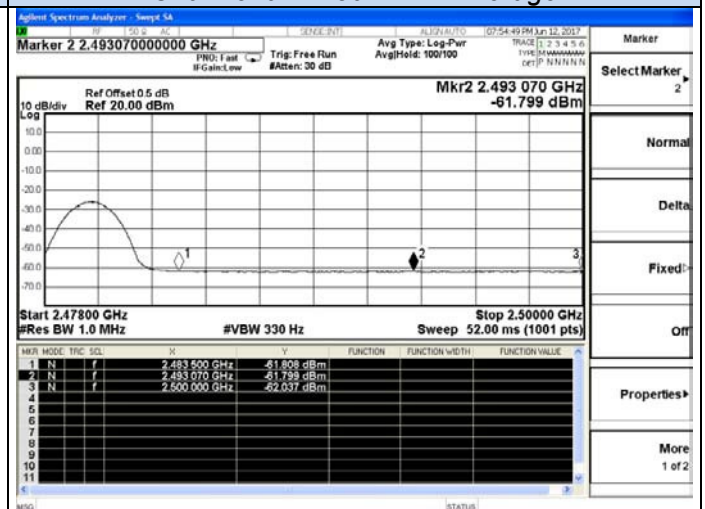 Agilent Spectrum Analyzer - Swept SA
RF 50 Ω AC SENSE:INT ALIGNAUTO 07:54:49 PM Jun 12, 2017
Marker 2 2.493070000000 GHz
PNO: Fast
IFGain:Low
Trig: Free Run
#Atten: 30 dB
Avg Type: Log-Pwr
Avg|Hold: 100/100
TRACE 1 2 3 4 5 6
TYPE
DET P N N N N N
Ref Offset 0.5 dB
10 dB/div Ref 20.00 dBm
Mkr2 2.493 070 GHz
-61.799 dBm
Log
10.0
0.00
-10.0
-20.0
-30.0
-40.0
-50.0
-60.0
-70.0
1
2
3
Start 2.47800 GHz
Stop 2.50000 GHz
#Res BW 1.0 MHz #VBW 330 Hz Sweep 52.00 ms (1001 pts)
MKR MODE TRC SCL X Y FUNCTION FUNCTION WIDTH FUNCTION VALUE
1 N f 2.483 500 GHz -61.808 dBm
2 N f 2.493 070 GHz -61.799 dBm
3 N f 2.500 000 GHz -62.037 dBm
4
5
6
7
8
9
10
11
MSG STATUS
Marker
Select Marker
2
Normal
Delta
Fixed
Off
Properties
More
1 of 2